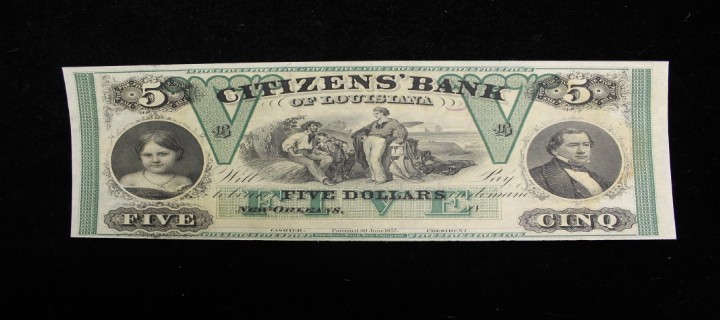 5 CITIZENS' BANK 5
OF LOUISIANA
Will Pay
FIVE DOLLARS
FIVE
NEW ORLEANS.
FIVE CINQ
CASHIER. PRESIDENT.